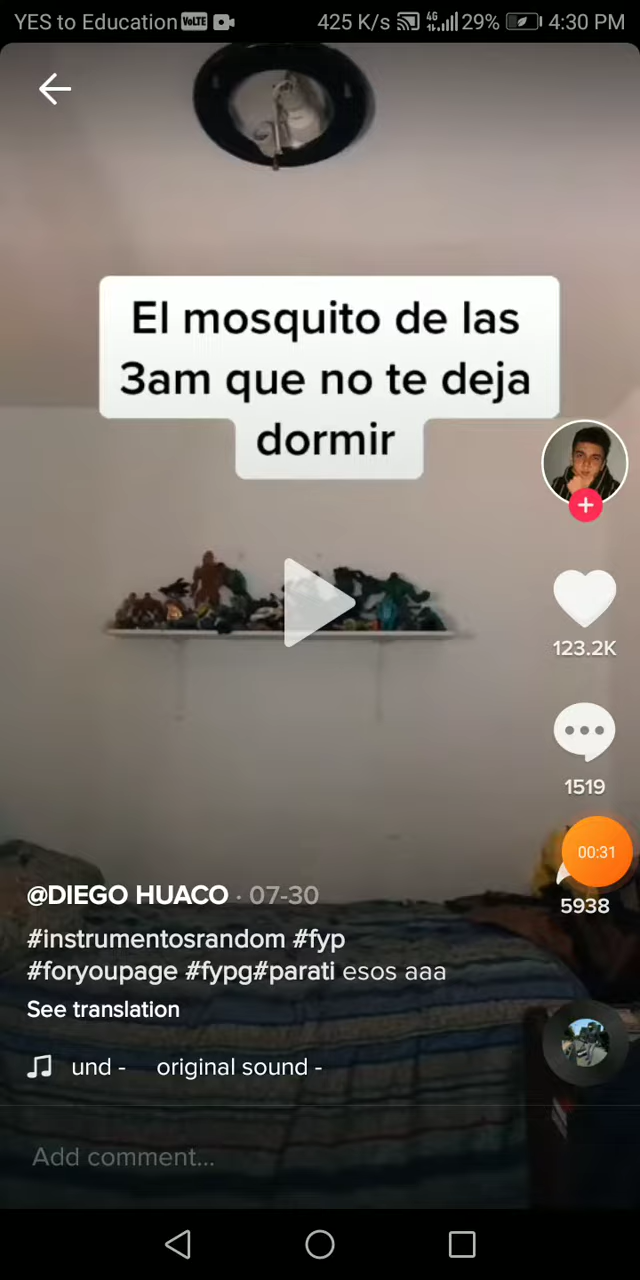 YES to Education VoLTE 425 K/s 4G 29% 4:30 PM
El mosquito de las
3am que no te deja
dormir
123.2K
1519
00:31
5938
@DIEGO HUACO · 07-30
#instrumentosrandom #fyp
#foryoupage #fypg#parati esos aaa
See translation
und - original sound -
Add comment...